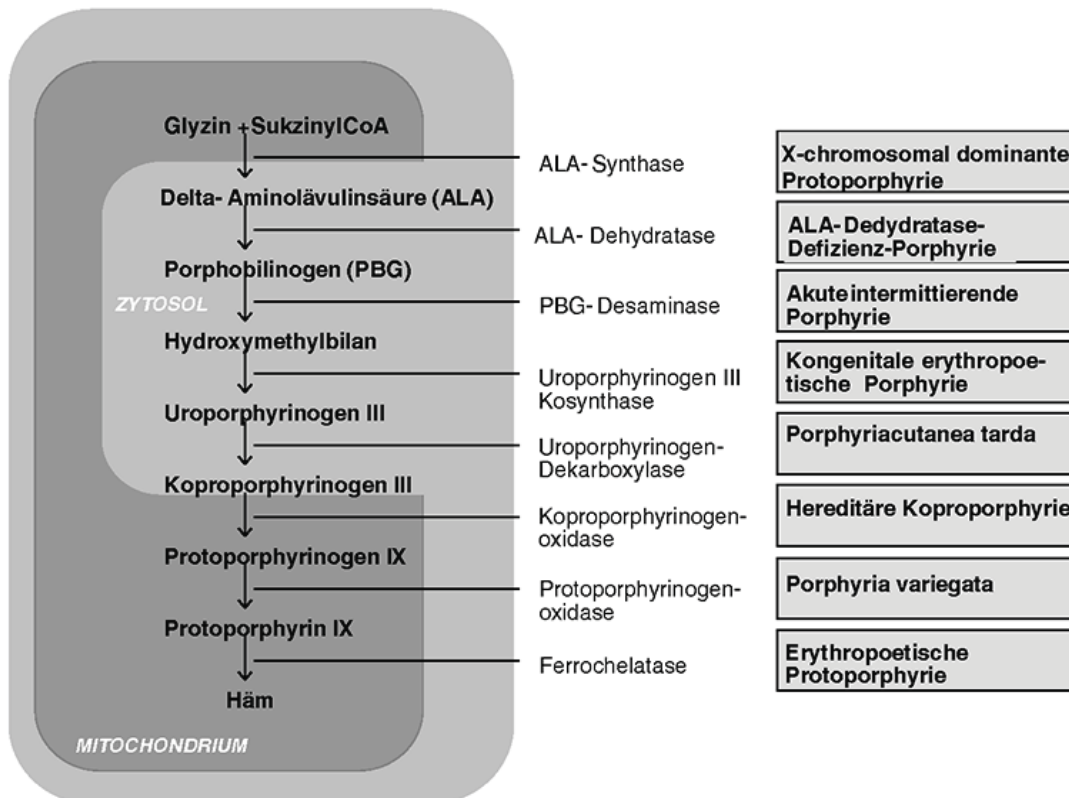 Glyzin +SukzinylCoA
ALA- Synthase
X-chromosomal dominante
Protoporphyrie
Delta- Aminolävulinsäure (ALA)
ALA- Dehydratase
ALA-Dedydratase-
Defizienz-Porphyrie
Porphobilinogen (PBG)
ZYTOSOL
PBG- Desaminase
Akuteintermittierende
Porphyrie
Hydroxymethylbilan
Uroporphyrinogen III
Kosynthase
Kongenitale erythropoe-
tische Porphyrie
Uroporphyrinogen III
Uroporphyrinogen-
Dekarboxylase
Porphyriacutanea tarda
Koproporphyrinogen III
Koproporphyrinogen-
oxidase
Hereditäre Koproporphyrie
Protoporphyrinogen IX
Protoporphyrinogen-
oxidase
Porphyria variegata
Protoporphyrin IX
Ferrochelatase
Erythropoetische
Protoporphyrie
Häm
MITOCHONDRIUM